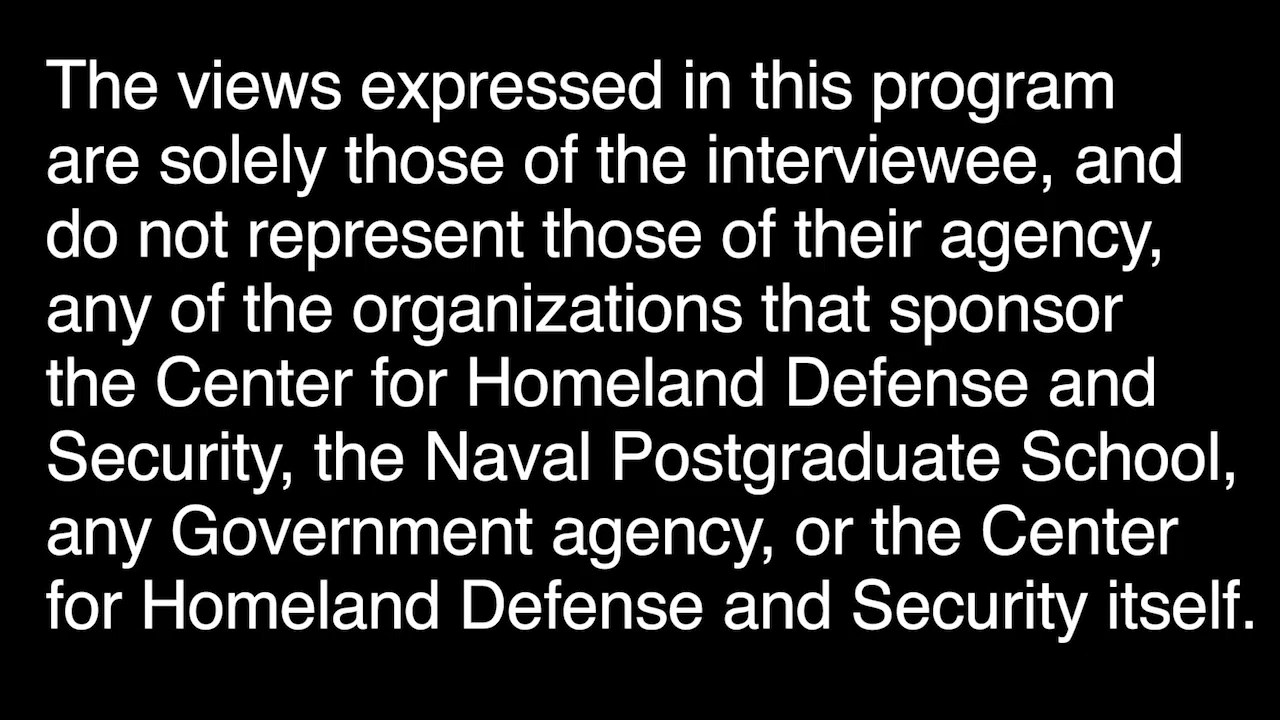 The views expressed in this program
are solely those of the interviewee, and
do not represent those of their agency,
any of the organizations that sponsor
the Center for Homeland Defense and
Security, the Naval Postgraduate School,
any Government agency, or the Center
for Homeland Defense and Security itself.